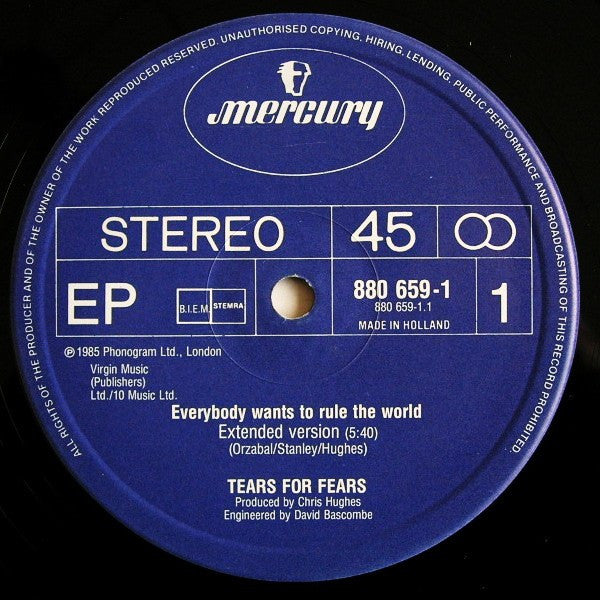 ALL RIGHTS OF THE PRODUCER AND OF THE OWNER OF THE WORK REPRODUCED RESERVED. UNAUTHORISED COPYING, HIRING, LENDING, PUBLIC PERFORMANCE AND BROADCASTING OF THIS RECORD PROHIBITED.
mercury
STEREO 45
EP B.I.E.M. STEMRA 880 659-1 1
880 659-1.1
MADE IN HOLLAND
℗ 1985 Phonogram Ltd., London
Virgin Music
(Publishers)
Ltd./10 Music Ltd.
Everybody wants to rule the world
Extended version (5:40)
(Orzabal/Stanley/Hughes)
TEARS FOR FEARS
Produced by Chris Hughes
Engineered by David Bascombe